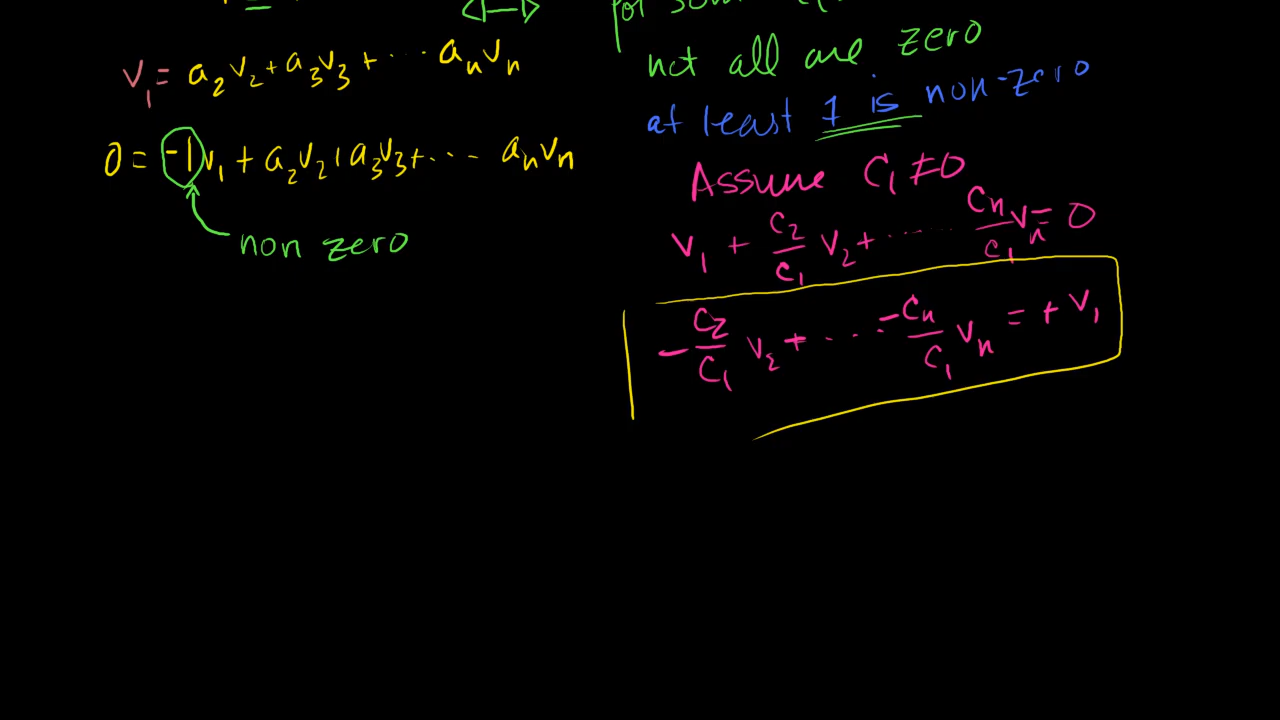 for some
not all are zero
at least 1 is non-zero
v₁ = a₂v₂ + a₃v₃ + ··· aₙvₙ
0 = -1v₁ + a₂v₂ + a₃v₃ + ··· aₙvₙ
non zero
Assume C₁ ≠ 0
v₁ + c₂/c₁ v₂ + ······ cₙ/c₁ vₙ = 0
- c₂/c₁ v₂ + ···· - cₙ/c₁ vₙ = + v₁